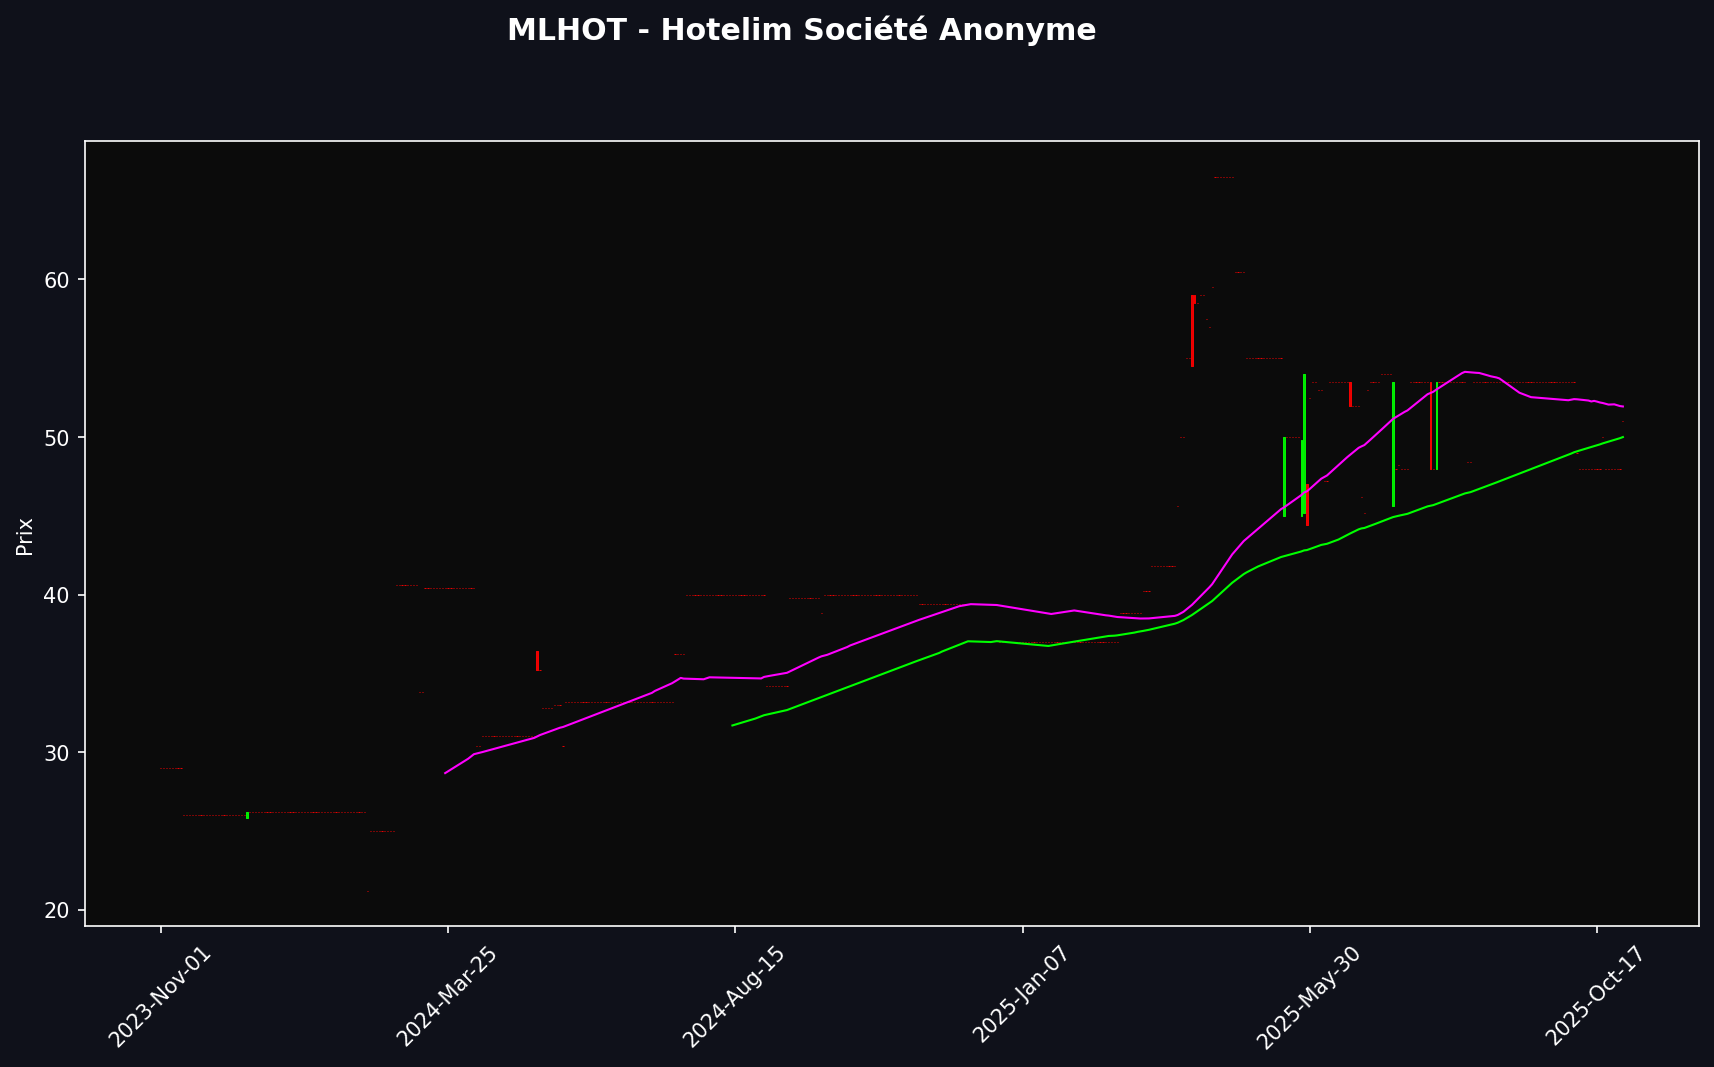 MLHOT - Hotelim Société Anonyme
Prix
60
50
40
30
20
2023-Nov-01
2024-Mar-25
2024-Aug-15
2025-Jan-07
2025-May-30
2025-Oct-17